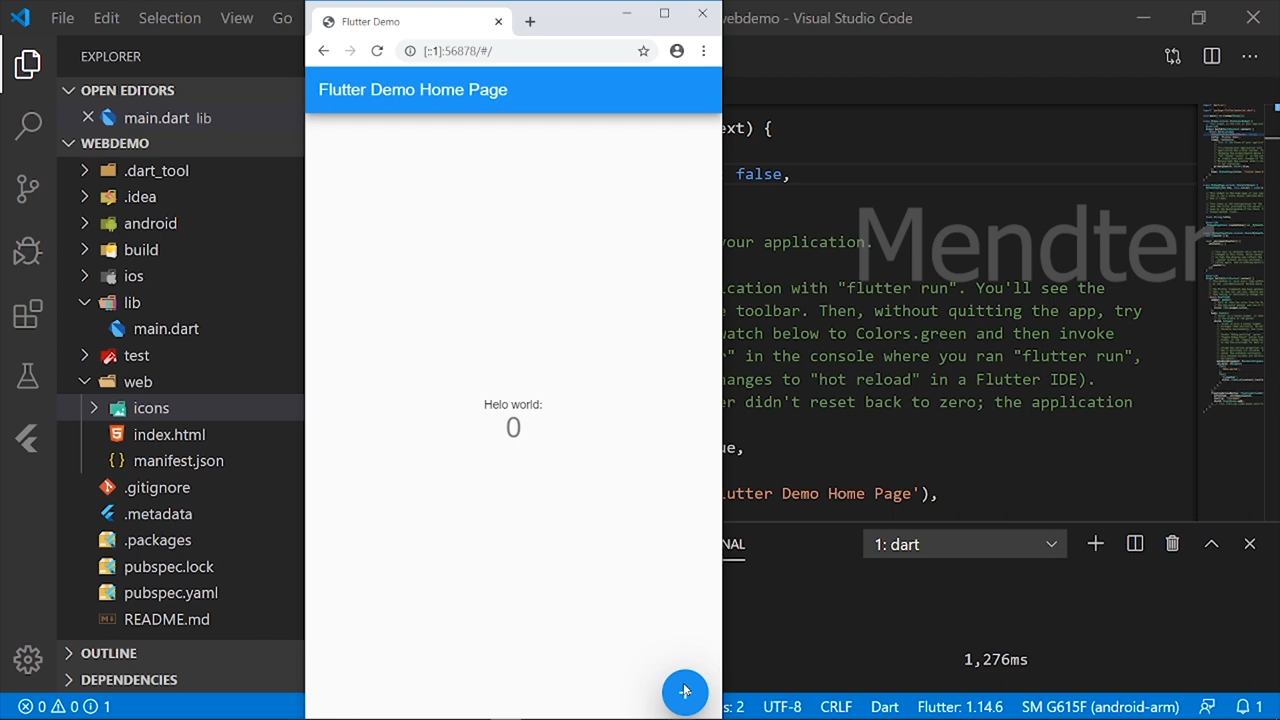 File Edit Selection View Go
Flutter Demo
webdemo - Visual Studio Code
EXPLORER
[::1]:56878/#/
OPEN EDITORS
Flutter Demo Home Page
main.dart lib
ext) {
WEBDEMO
.dart_tool
false,
.idea
android
Mendter
your application.
build
ios
ication with "flutter run". You'll see the
lib
e toolbar. Then, without quitting the app, try
main.dart
watch below to Colors.green and then invoke
test
r" in the console where you ran "flutter run",
web
hanges to "hot reload" in a Flutter IDE).
icons
Helo world:
er didn't reset back to zero; the application
0
index.html
ue,
manifest.json
.gitignore
lutter Demo Home Page'),
.metadata
.packages
NAL
1: dart
pubspec.lock
pubspec.yaml
README.md
OUTLINE
1,276ms
DEPENDENCIES
0 0 1
s: 2 UTF-8 CRLF Dart Flutter: 1.14.6 SM G615F (android-arm) 1